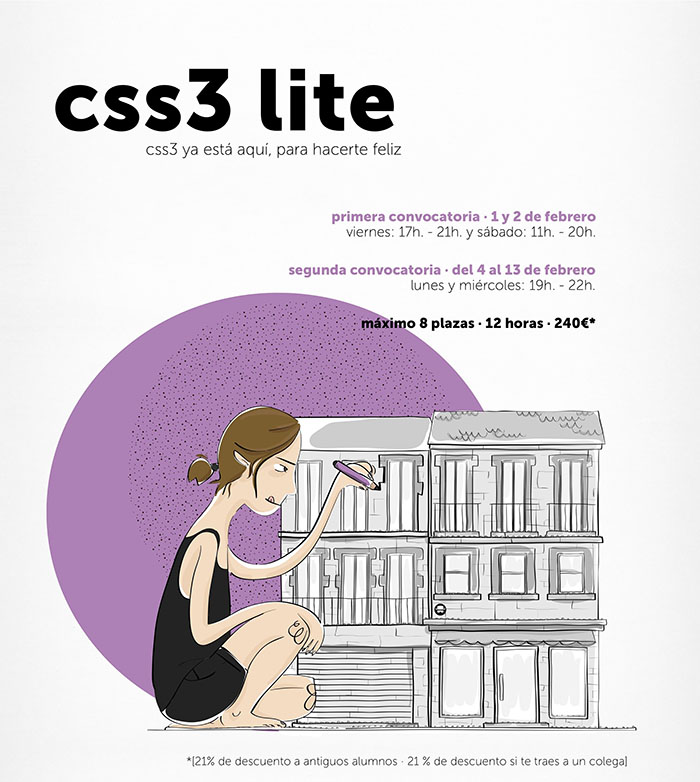 css3 lite
css3 ya está aquí, para hacerte feliz
primera convocatoria · 1 y 2 de febrero
viernes: 17h. - 21h. y sábado: 11h. - 20h.
segunda convocatoria · del 4 al 13 de febrero
lunes y miércoles: 19h. - 22h.
máximo 8 plazas · 12 horas · 240€*
*[21% de descuento a antiguos alumnos · 21 % de descuento si te traes a un colega]